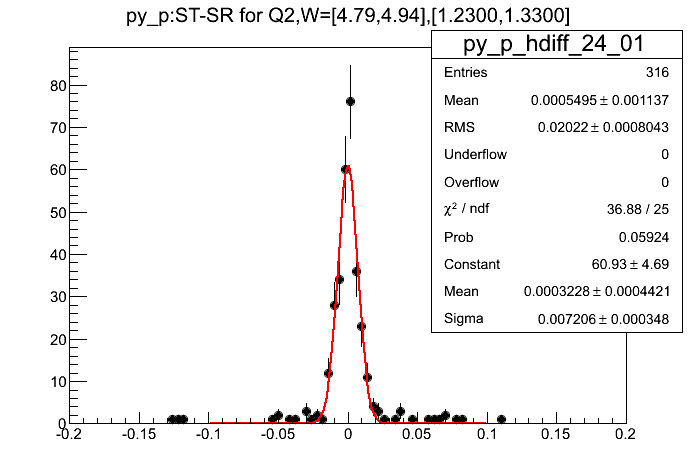 py_p:ST-SR for Q2,W=[4.79,4.94],[1.2300,1.3300]
py_p_hdiff_24_01
Entries 316
Mean 0.0005495 ± 0.001137
RMS 0.02022 ± 0.0008043
Underflow 0
Overflow 0
χ² / ndf 36.88 / 25
Prob 0.05924
Constant 60.93 ± 4.69
Mean 0.0003228 ± 0.0004421
Sigma 0.007206 ± 0.000348
80
70
60
50
40
30
20
10
0
-0.2 -0.15 -0.1 -0.05 0 0.05 0.1 0.15 0.2